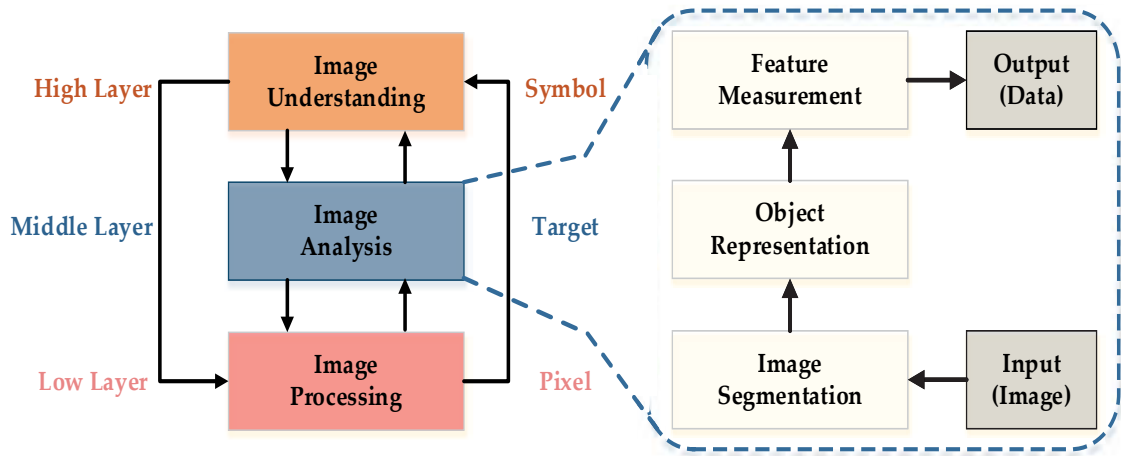 High Layer
Image
Understanding
Symbol
Middle Layer
Image
Analysis
Target
Low Layer
Image
Processing
Pixel
Feature
Measurement
Output
(Data)
Object
Representation
Image
Segmentation
Input
(Image)